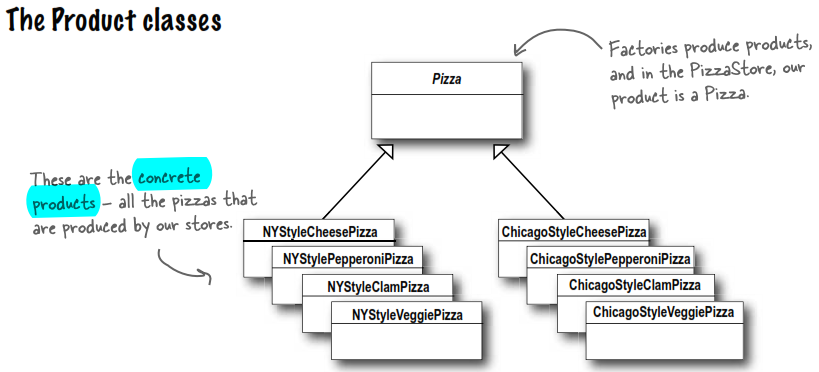 The Product classes
Factories produce products,
and in the PizzaStore, our
product is a Pizza.
Pizza
These are the concrete
products – all the pizzas that
are produced by our stores.
NYStyleCheesePizza
NYStylePepperoniPizza
NYStyleClamPizza
NYStyleVeggiePizza
ChicagoStyleCheesePizza
ChicagoStylePepperoniPizza
ChicagoStyleClamPizza
ChicagoStyleVeggiePizza